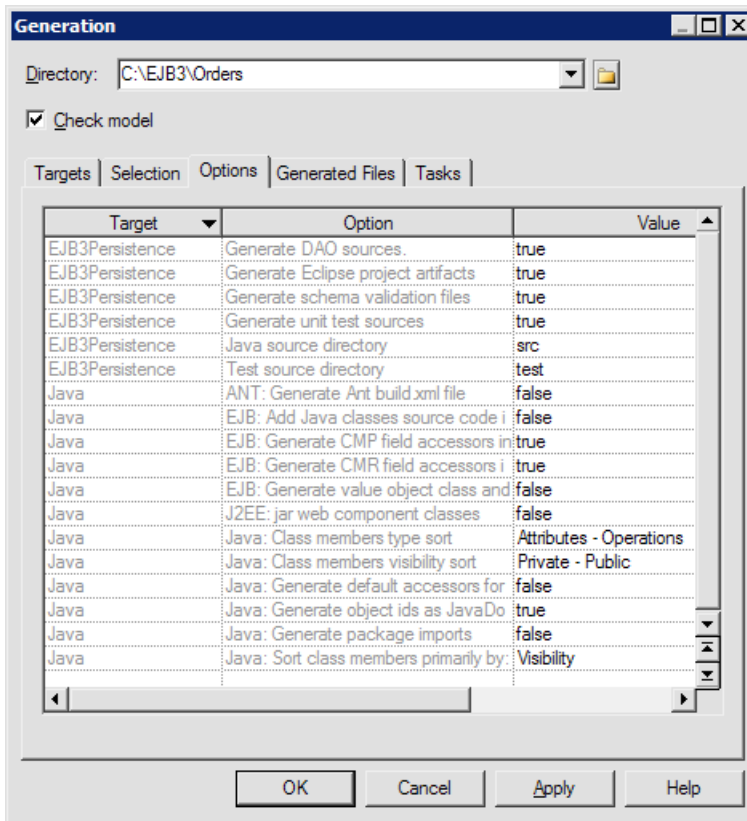 Generation
Directory: C:\EJB3\Orders
Check model
Targets Selection Options Generated Files Tasks
Target Option Value
EJB3Persistence Generate DAO sources. true
EJB3Persistence Generate Eclipse project artifacts true
EJB3Persistence Generate schema validation files true
EJB3Persistence Generate unit test sources true
EJB3Persistence Java source directory src
EJB3Persistence Test source directory test
Java ANT: Generate Ant build.xml file false
Java EJB: Add Java classes source code i false
Java EJB: Generate CMP field accessors in true
Java EJB: Generate CMR field accessors i true
Java EJB: Generate value object class and false
Java J2EE: jar web component classes false
Java Java: Class members type sort Attributes - Operations
Java Java: Class members visibility sort Private - Public
Java Java: Generate default accessors for false
Java Java: Generate object ids as JavaDo true
Java Java: Generate package imports false
Java Java: Sort class members primarily by: Visibility
OK Cancel Apply Help